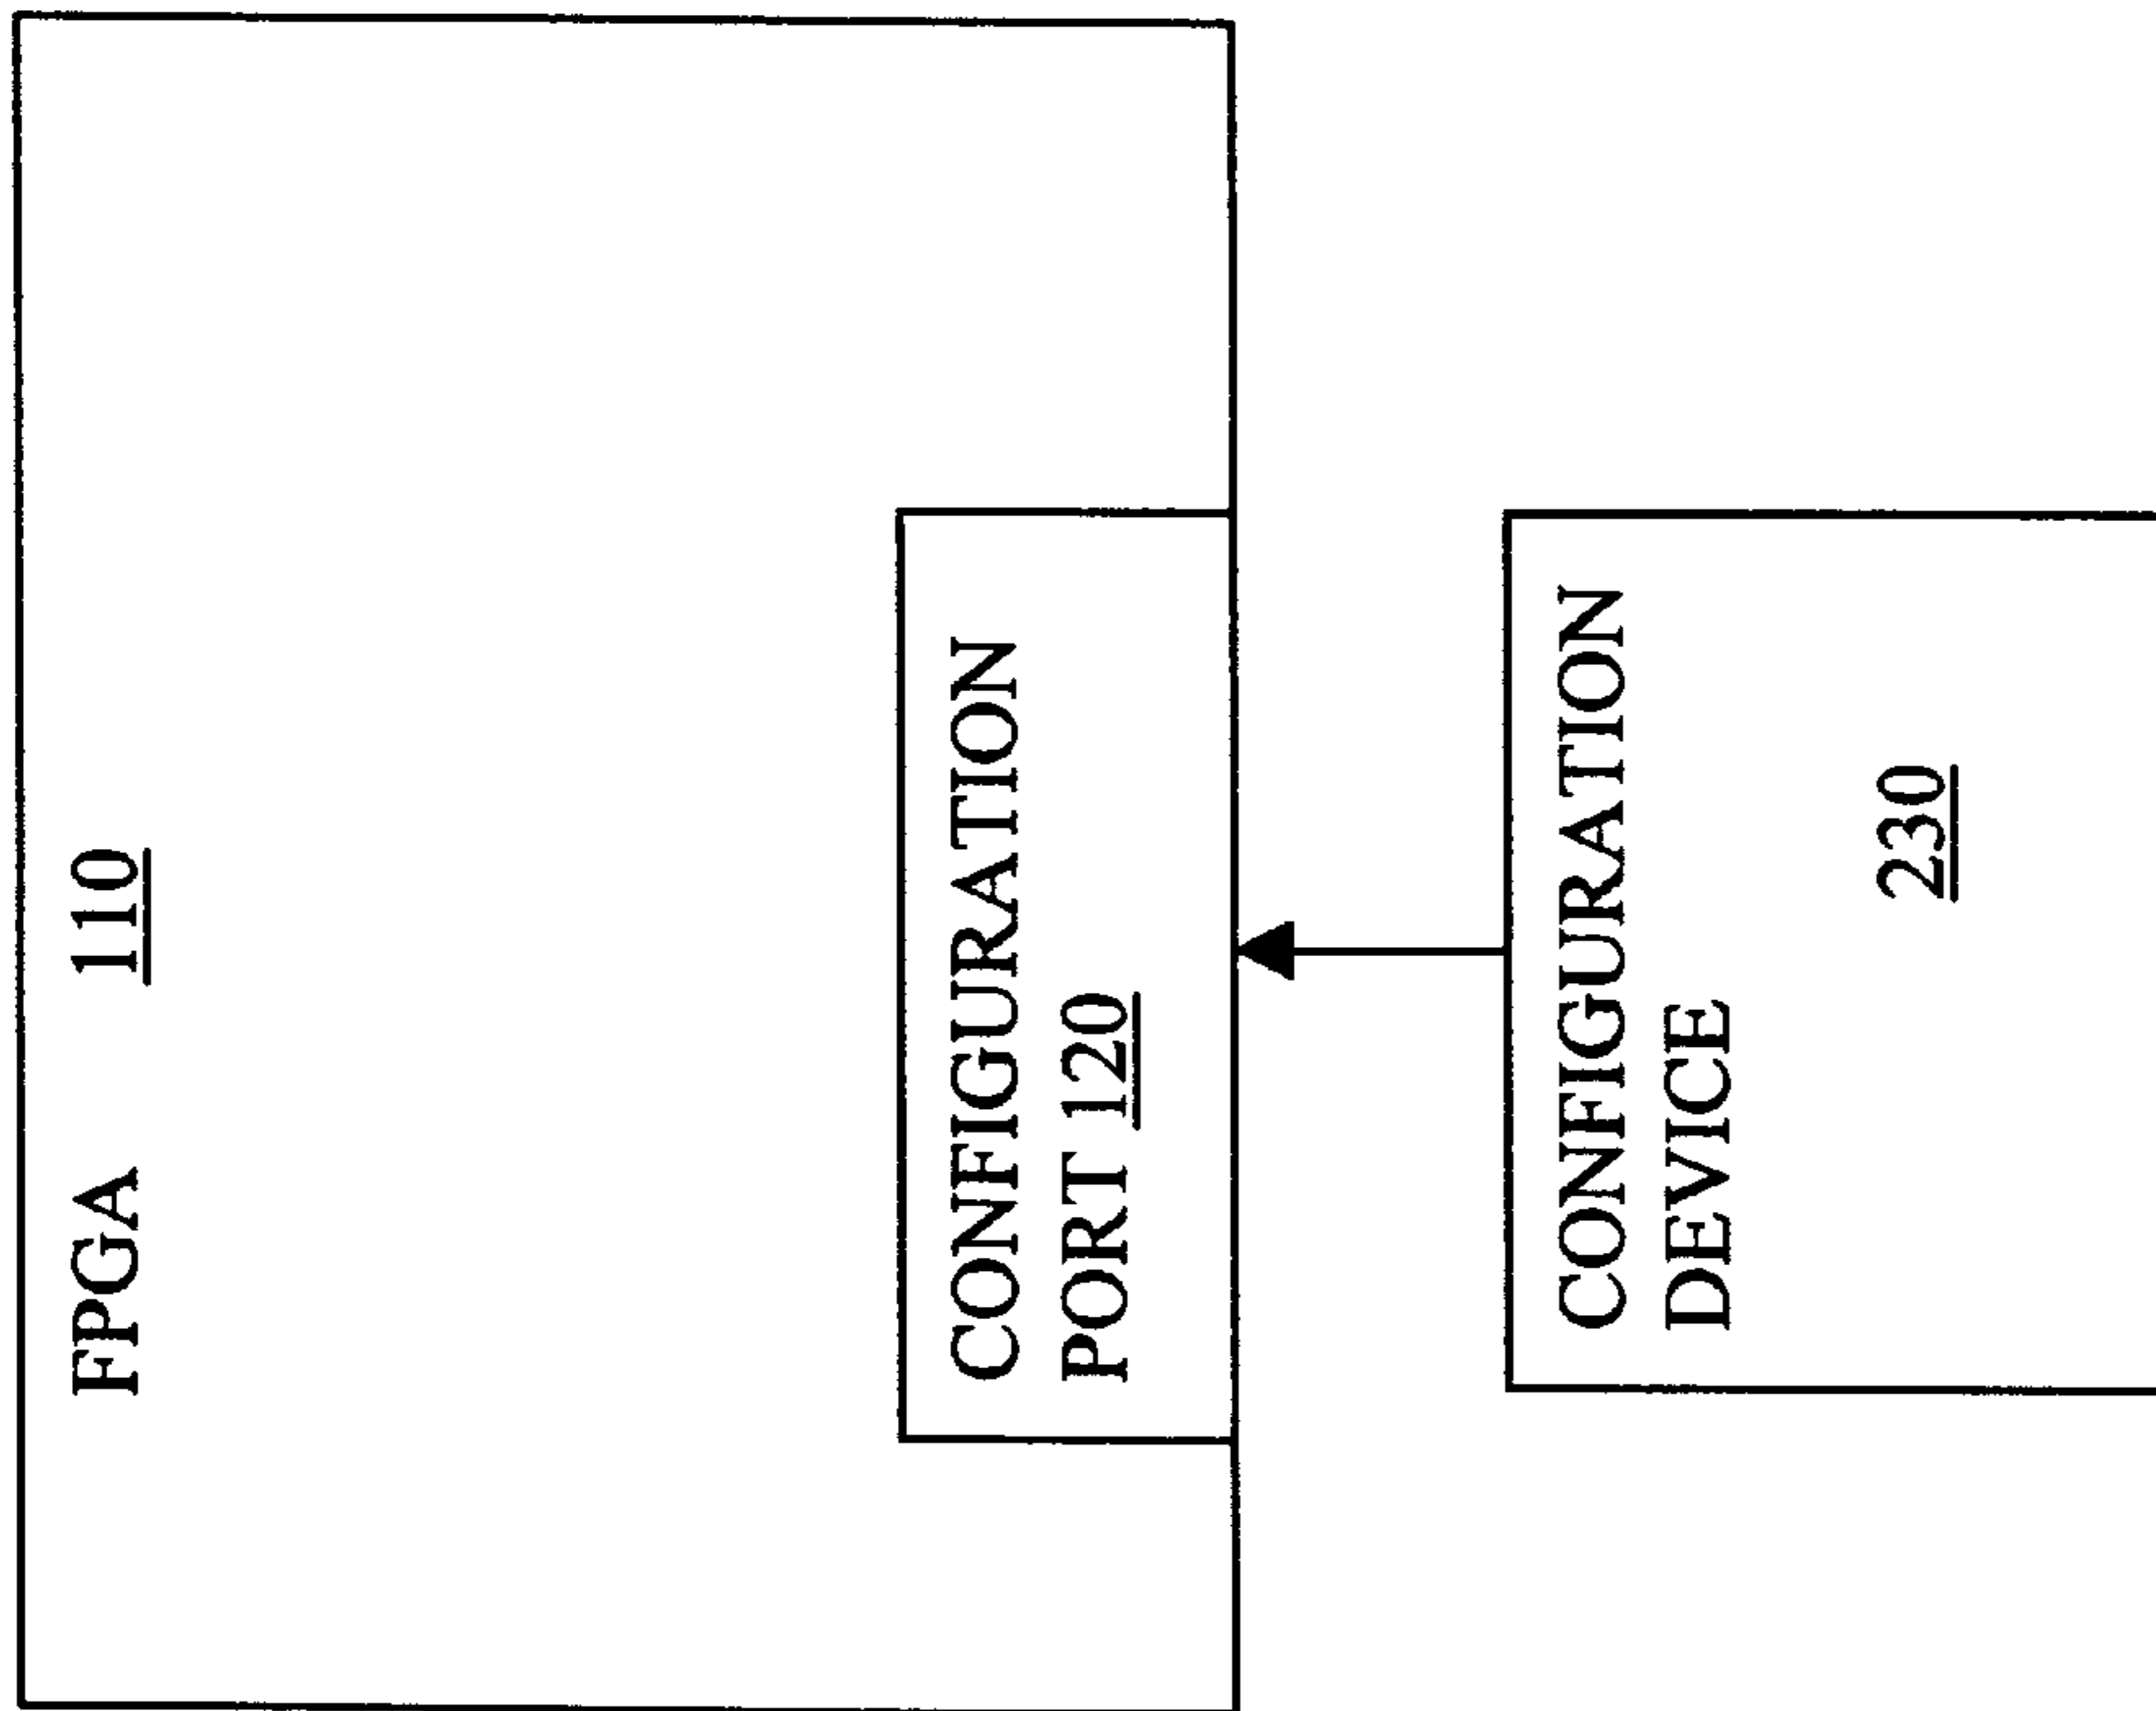 FPGA 110
CONFIGURATION
PORT 120
CONFIGURATION
DEVICE
230